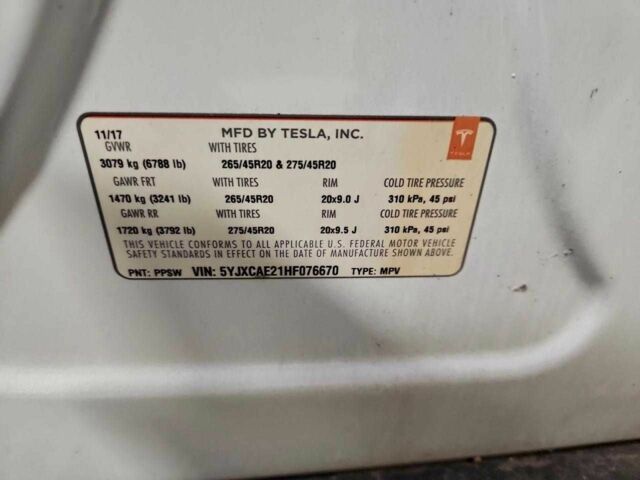 11/17 MFD BY TESLA, INC.
GVWR WITH TIRES
3079 kg (6788 lb) 265/45R20 & 275/45R20
GAWR FRT WITH TIRES RIM COLD TIRE PRESSURE
1470 kg (3241 lb) 265/45R20 20x9.0 J 310 kPa, 45 psi
GAWR RR WITH TIRES RIM COLD TIRE PRESSURE
1720 kg (3792 lb) 275/45R20 20x9.5 J 310 kPa, 45 psi
THIS VEHICLE CONFORMS TO ALL APPLICABLE U.S. FEDERAL MOTOR VEHICLE
SAFETY STANDARDS IN EFFECT ON THE DATE OF MANUFACTURE SHOWN ABOVE.
PNT: PPSW VIN: 5YJXCAE21HF076670 TYPE: MPV
TESLA